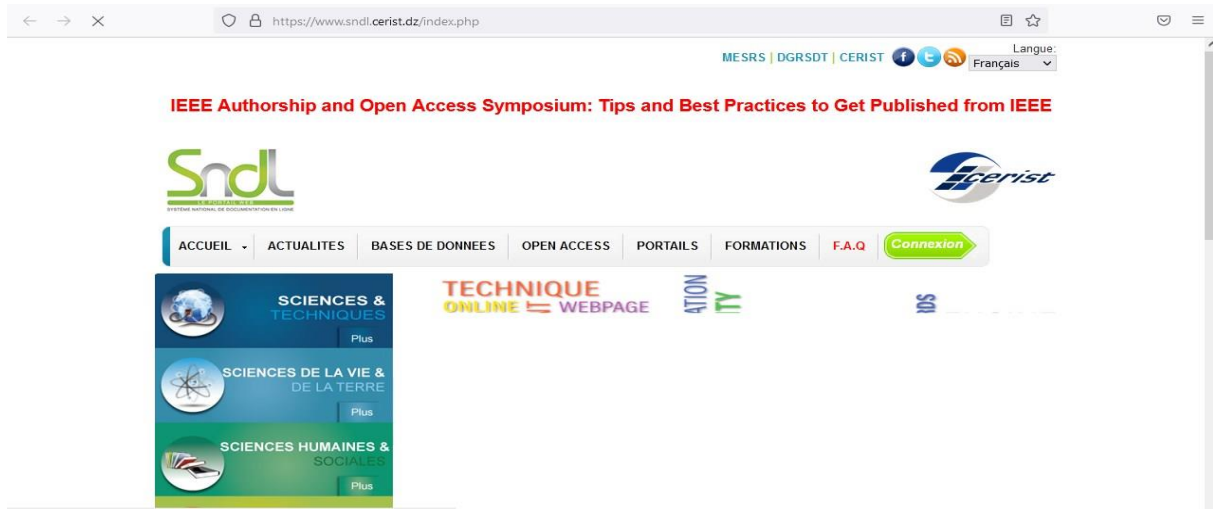 https://www.sndl.cerist.dz/index.php
MESRS | DGRSDT | CERIST
Langue:
Français
IEEE Authorship and Open Access Symposium: Tips and Best Practices to Get Published from IEEE
Sndl
LE PORTAIL WEB
SYSTÈME NATIONAL DE DOCUMENTATION EN LIGNE
cerist
ACCUEIL
ACTUALITES
BASES DE DONNEES
OPEN ACCESS
PORTAILS
FORMATIONS
F.A.Q
Connexion
SCIENCES &
TECHNIQUES
Plus
SCIENCES DE LA VIE &
DE LA TERRE
Plus
SCIENCES HUMAINES &
SOCIALES
Plus
TECHNIQUE
ONLINE WEBPAGE